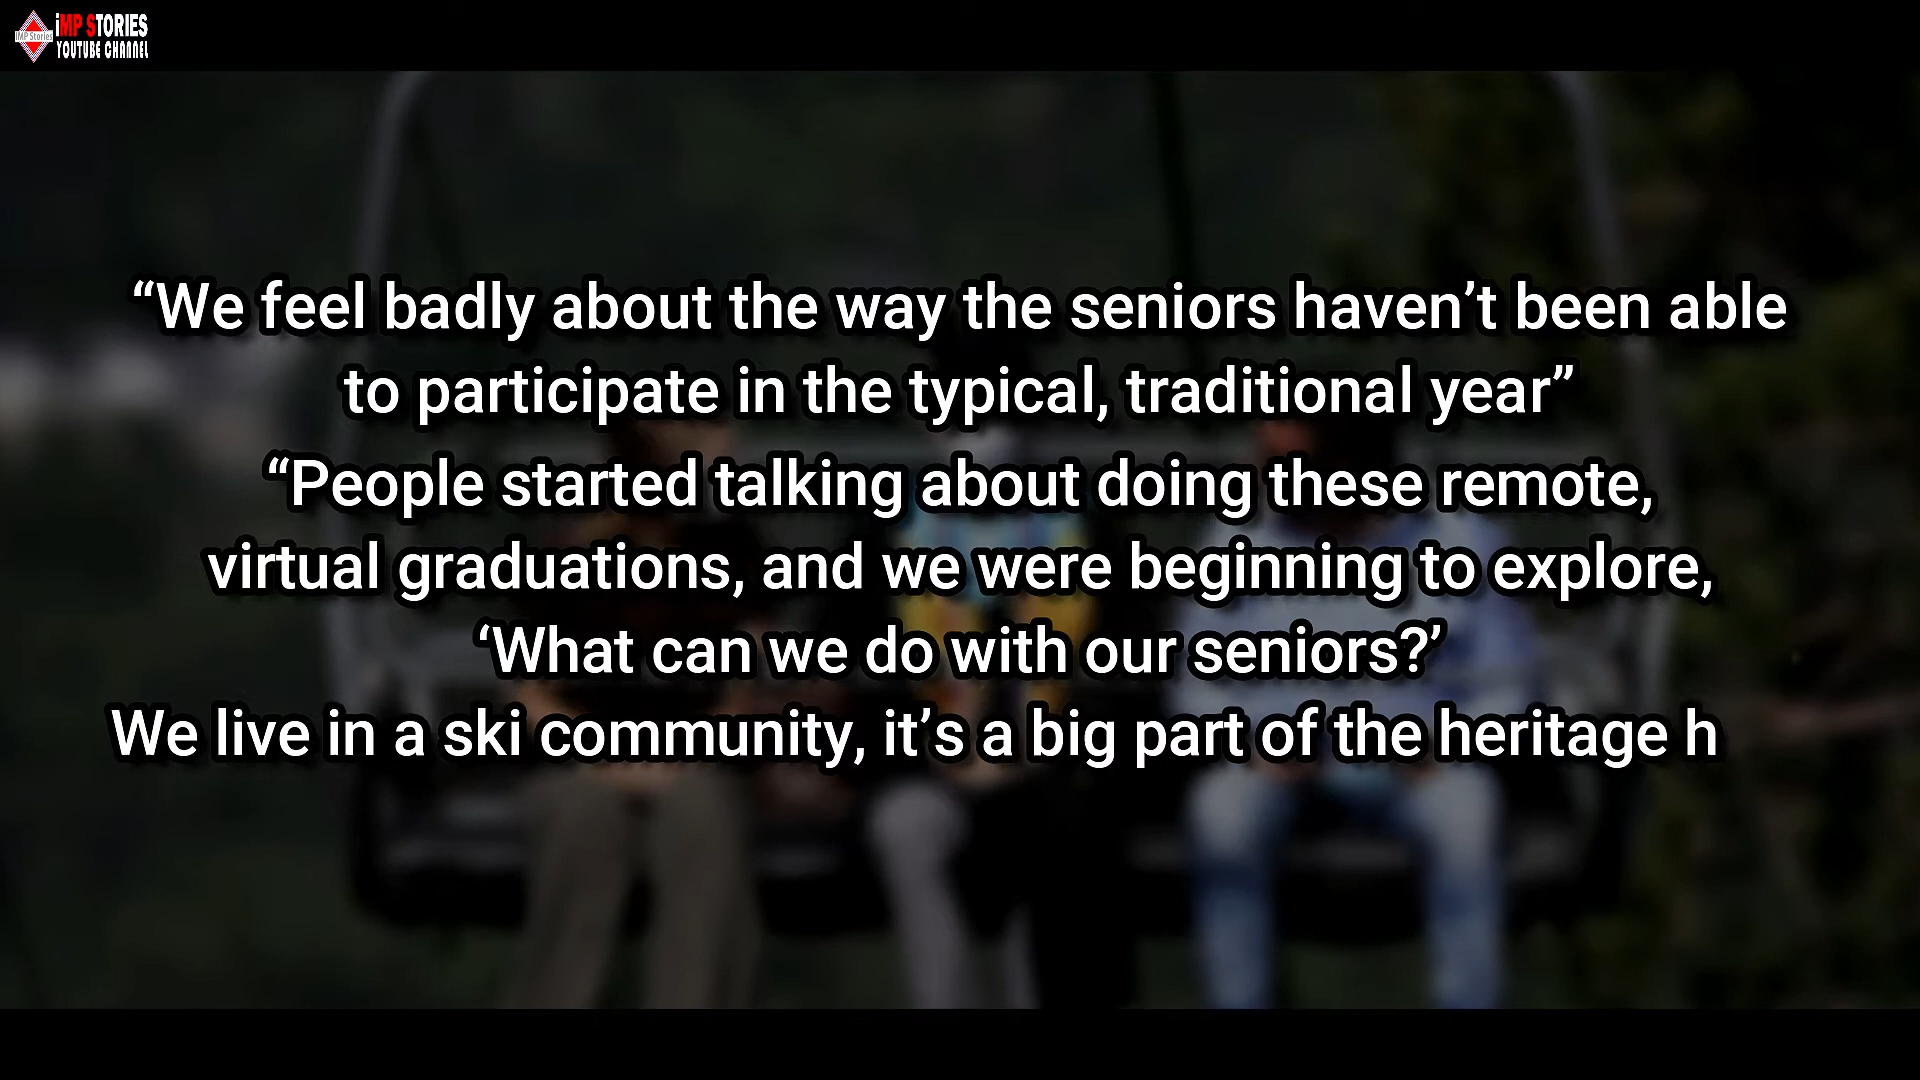 iMP STORIES
IMP Stories
YOUTUBE CHANNEL
“We feel badly about the way the seniors haven’t been able
to participate in the typical, traditional year”
“People started talking about doing these remote,
virtual graduations, and we were beginning to explore,
‘What can we do with our seniors?’
We live in a ski community, it’s a big part of the heritage h